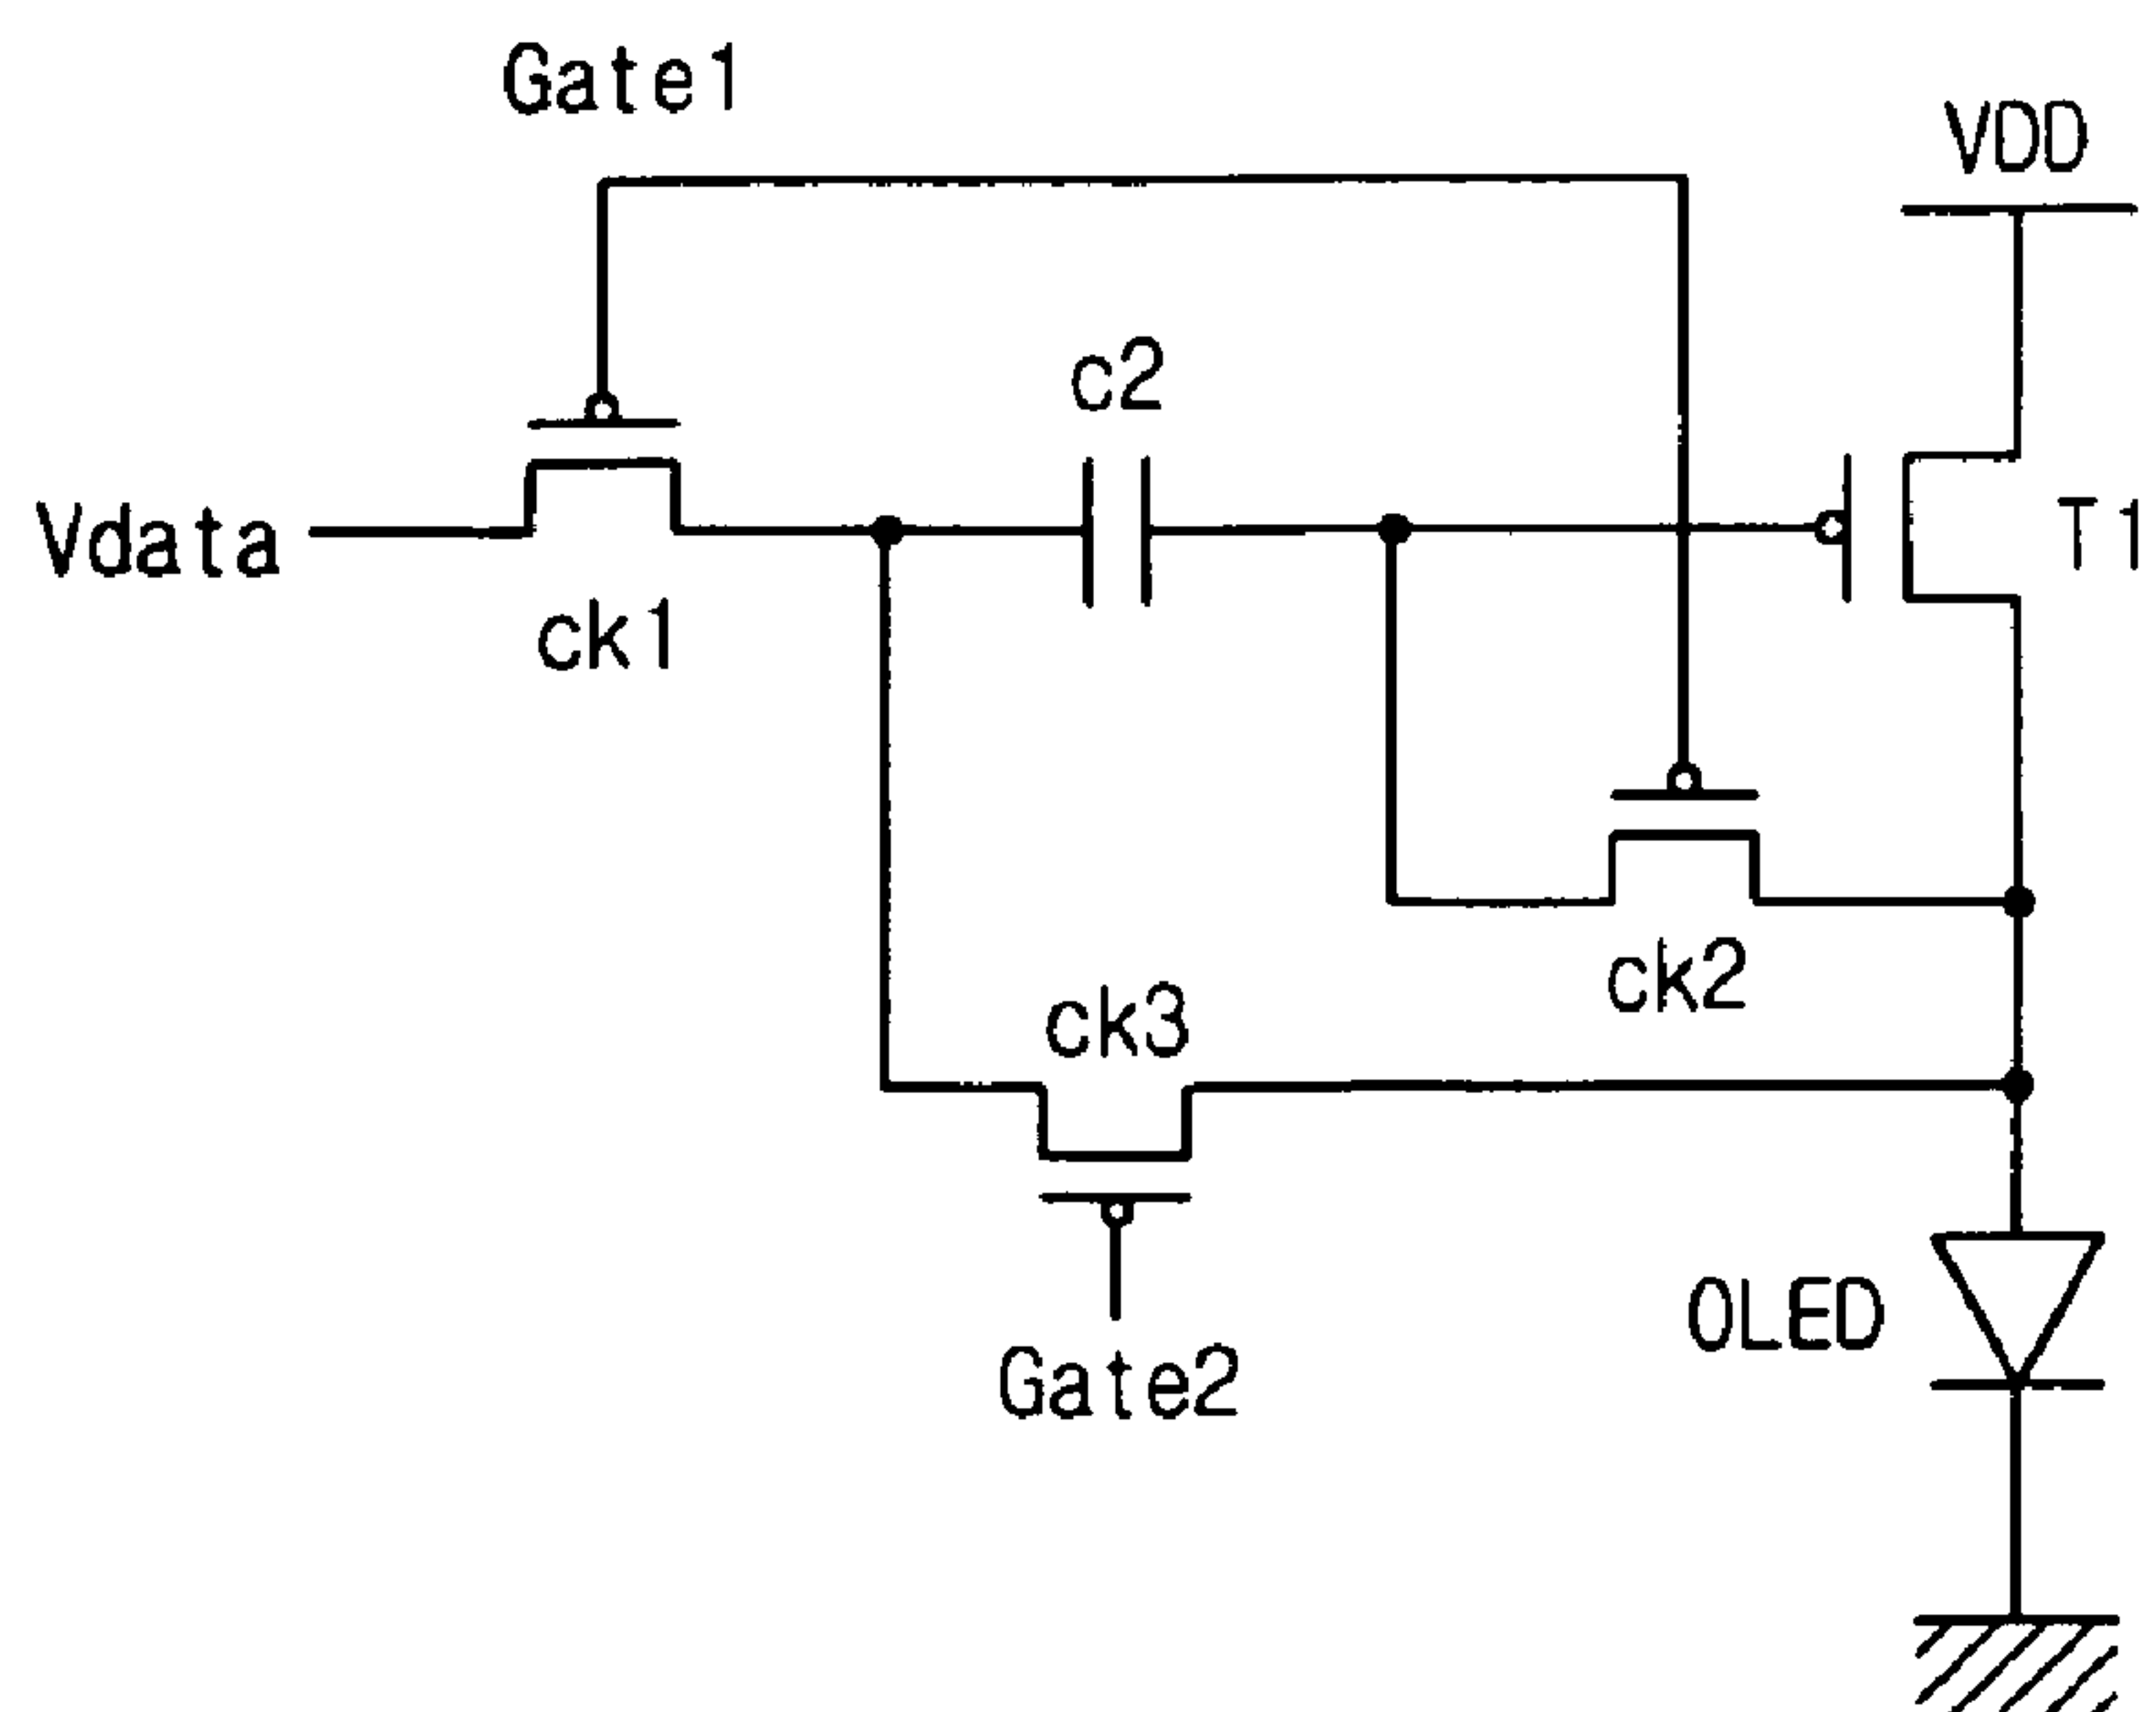 Gate1
VDD
c2
Vdata
T1
ck1
ck2
ck3
OLED
Gate2